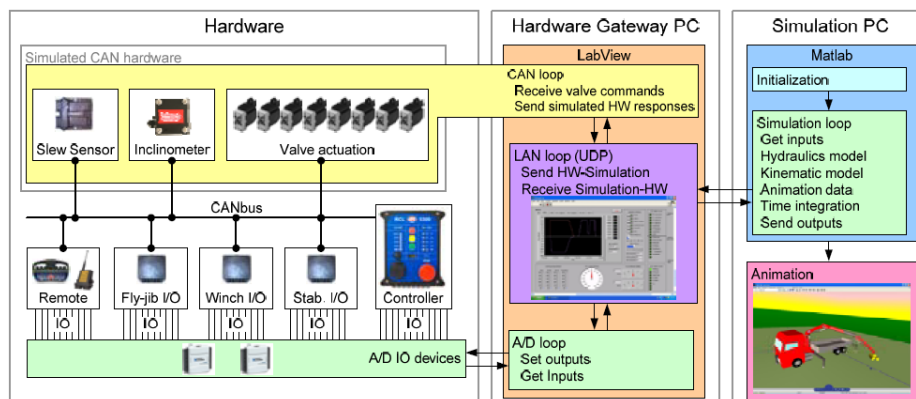 Hardware
Simulated CAN hardware
Slew Sensor
Inclinometer
Valve actuation
CANbus
Remote
Fly-jib I/O
Winch I/O
Stab. I/O
Controller
IO
IO
IO
IO
IO
A/D IO devices
Hardware Gateway PC
LabView
CAN loop
Receive valve commands
Send simulated HW responses
LAN loop (UDP)
Send HW-Simulation
Receive Simulation-HW
A/D loop
Set outputs
Get Inputs
Simulation PC
Matlab
Initialization
Simulation loop
Get inputs
Hydraulics model
Kinematic model
Animation data
Time integration
Send outputs
Animation